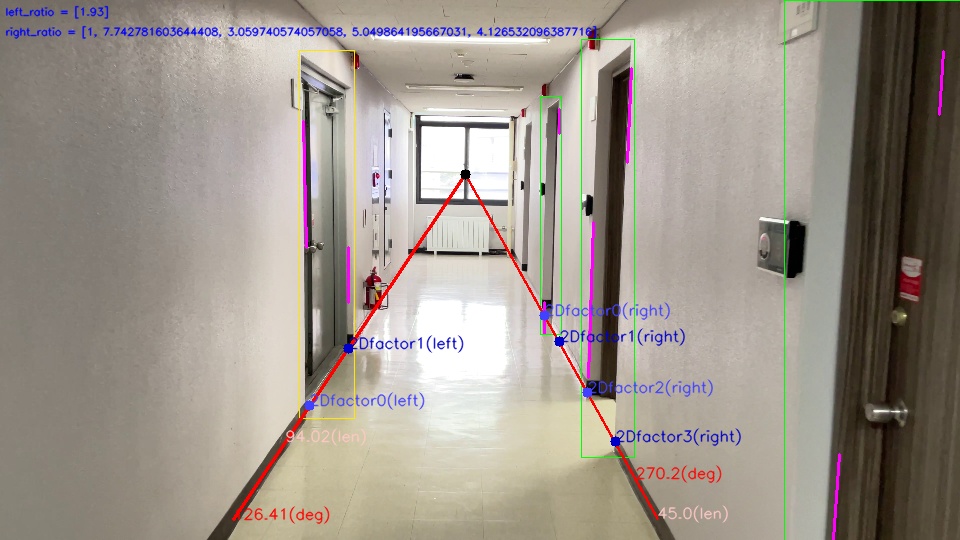 left_ratio = [1.93]
right_ratio = [1, 7.742781603644408, 3.059740574057058, 5.049864195667031, 4.126532096387716]
2Dfactor0(right)
2Dfactor1(right)
2Dfactor1(left)
2Dfactor2(right)
2Dfactor0(left)
2Dfactor3(right)
94.02(len)
270.2(deg)
26.41(deg)
45.0(len)